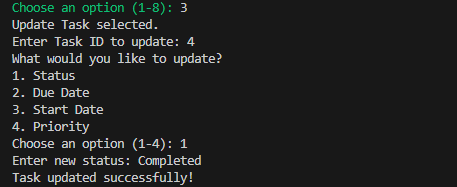 Choose an option (1-8): 3
Update Task selected.
Enter Task ID to update: 4
What would you like to update?
1. Status
2. Due Date
3. Start Date
4. Priority
Choose an option (1-4): 1
Enter new status: Completed
Task updated successfully!